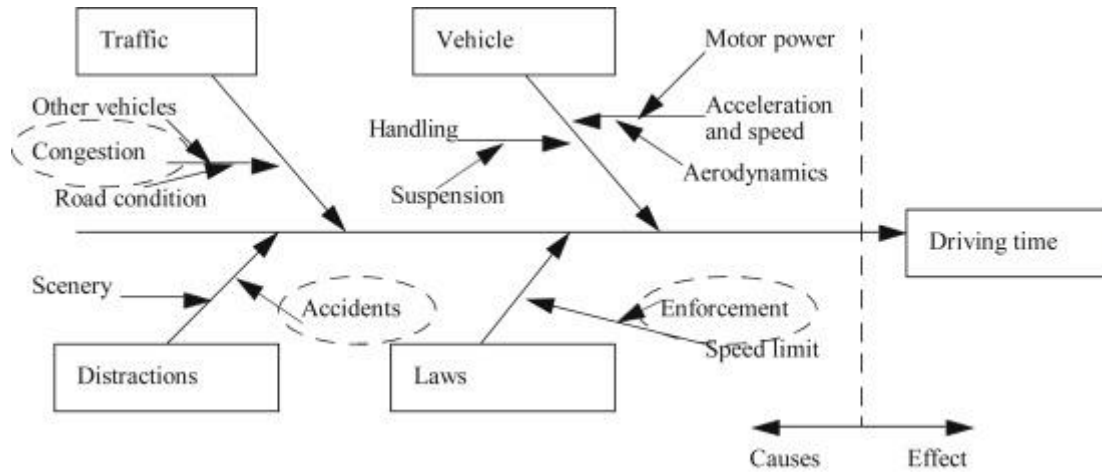 Traffic
Vehicle
Motor power
Other vehicles
Handling
Acceleration
and speed
Congestion
Aerodynamics
Road condition
Suspension
Driving time
Scenery
Accidents
Enforcement
Speed limit
Distractions
Laws
Causes
Effect